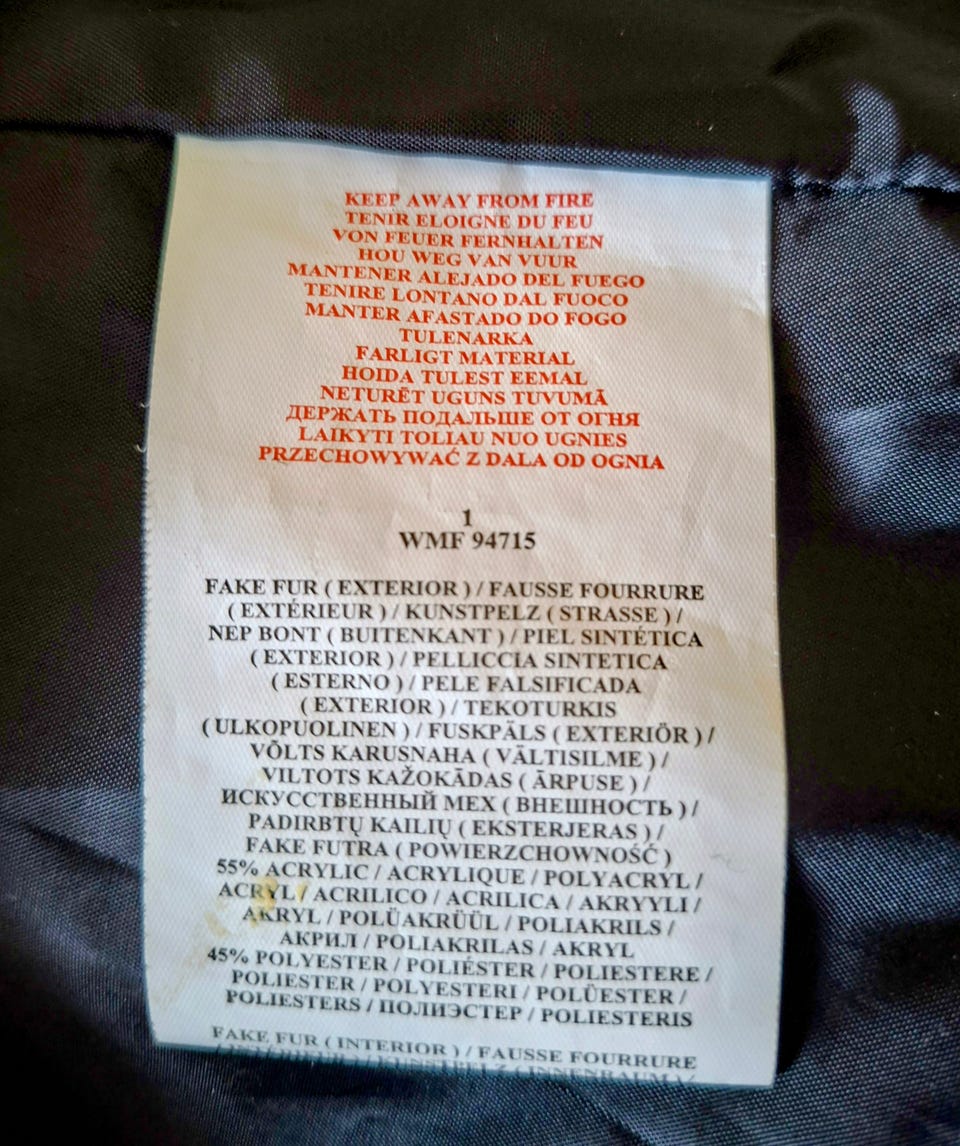 KEEP AWAY FROM FIRE
TENIR ELOIGNE DU FEU
VON FEUER FERNHALTEN
HOU WEG VAN VUUR
MANTENER ALEJADO DEL FUEGO
TENIRE LONTANO DAL FUOCO
MANTER AFASTADO DO FOGO
TULENARKA
FARLIGT MATERIAL
HOIDA TULEST EEMAL
NETURĒT UGUNS TUVUMĀ
ДЕРЖАТЬ ПОДАЛЬШЕ ОТ ОГНЯ
LAIKYTI TOLIAU NUO UGNIES
PRZECHOWYWAĆ Z DALA OD OGNIA
1
WMF 94715
FAKE FUR ( EXTERIOR ) / FAUSSE FOURRURE
( EXTÉRIEUR ) / KUNSTPELZ ( STRASSE ) /
NEP BONT ( BUITENKANT ) / PIEL SINTÉTICA
( EXTERIOR ) / PELLICCIA SINTETICA
( ESTERNO ) / PELE FALSIFICADA
( EXTERIOR ) / TEKOTURKIS
( ULKOPUOLINEN ) / FUSKPÄLS ( EXTERIÖR ) /
VÕLTS KARUSNAHA ( VÄLTISILME ) /
VILTOTS KAŽOKĀDAS ( ĀRPUSE ) /
ИСКУССТВЕННЫЙ МЕХ ( ВНЕШНОСТЬ ) /
PADIRBTŲ KAILIŲ ( EKSTERJERAS ) /
FAKE FUTRA ( POWIERZCHOWNOŚĆ )
55% ACRYLIC / ACRYLIQUE / POLYACRYL /
ACRYL / ACRILICO / ACRILICA / AKRYYLI /
AKRYL / POLÜAKRÜÜL / POLIAKRILS /
АКРИЛ / POLIAKRILAS / AKRYL
45% POLYESTER / POLIÉSTER / POLIESTERE /
POLIESTER / POLYESTERI / POLÜESTER /
POLIESTERS / ПОЛИЭСТЕР / POLIESTERIS
FAKE FUR ( INTERIOR ) / FAUSSE FOURRURE
( INTÉRIEUR ) / KUNSTPELZ ( INNENRAUM ) /